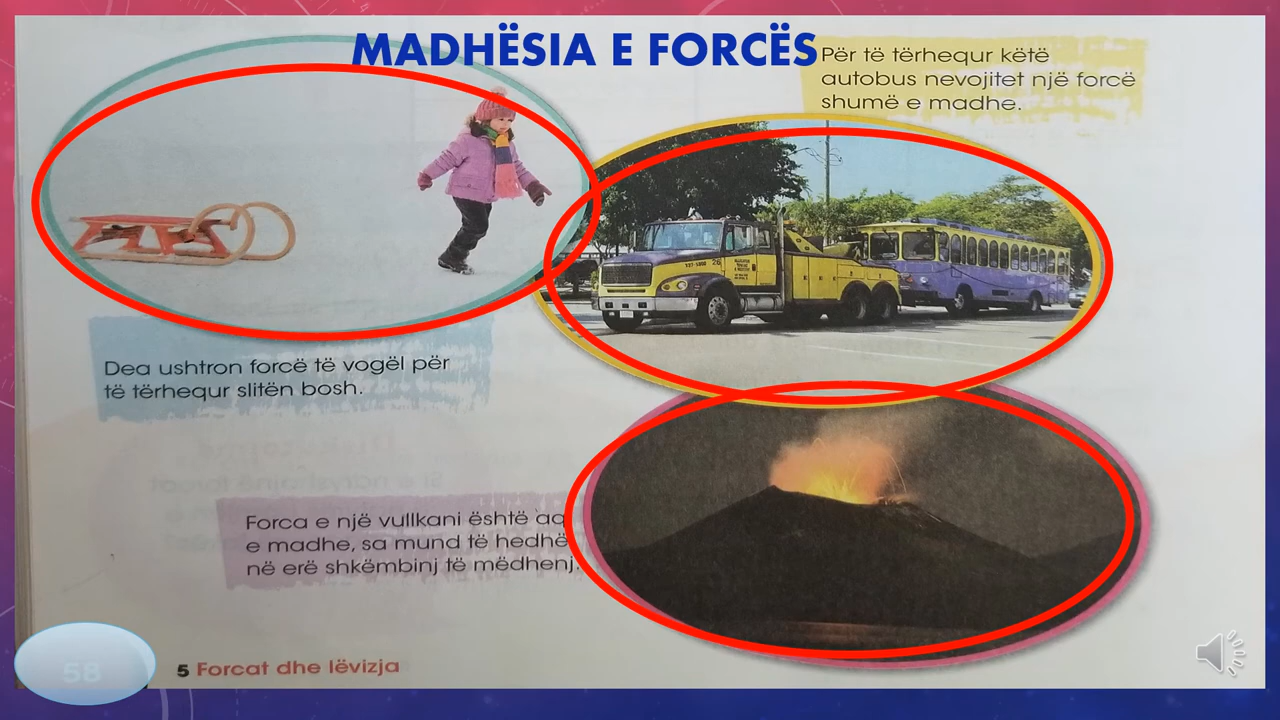 MADHËSIA E FORCËS
Për të tërhequr këtë
autobus nevojitet një forcë
shumë e madhe.
Dea ushtron forcë të vogël për
të tërhequr slitën bosh.
Forca e një vullkani është aq
e madhe, sa mund të hedhë
në erë shkëmbinj të mëdhenj.
58
5 Forcat dhe lëvizja